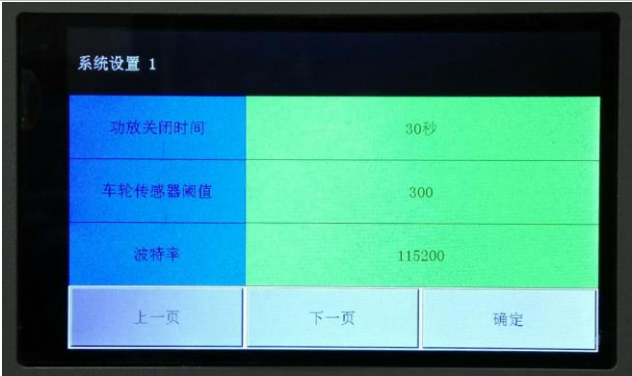 系统设置 1
功放关闭时间 30秒
车轮传感器阈值 300
波特率 115200
上一页 下一页 确定